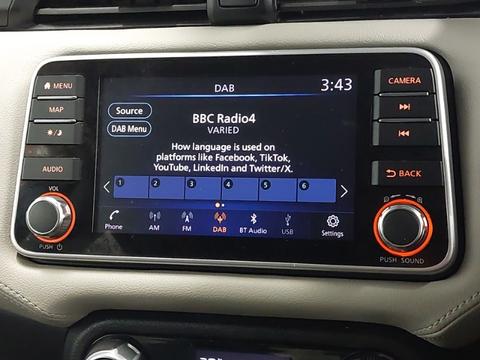 MENU
MAP
AUDIO
VOL
PUSH
DAB
3:43
Source
DAB Menu
BBC Radio4
VARIED
How language is used on
platforms like Facebook, TikTok,
YouTube, LinkedIn and Twitter/X.
1 2 3 4 5 6
Phone AM FM DAB BT Audio USB Settings
CAMERA
BACK
PUSH SOUND